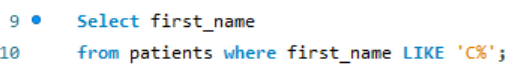 9 Select first_name
10 from patients where first_name LIKE 'C%';